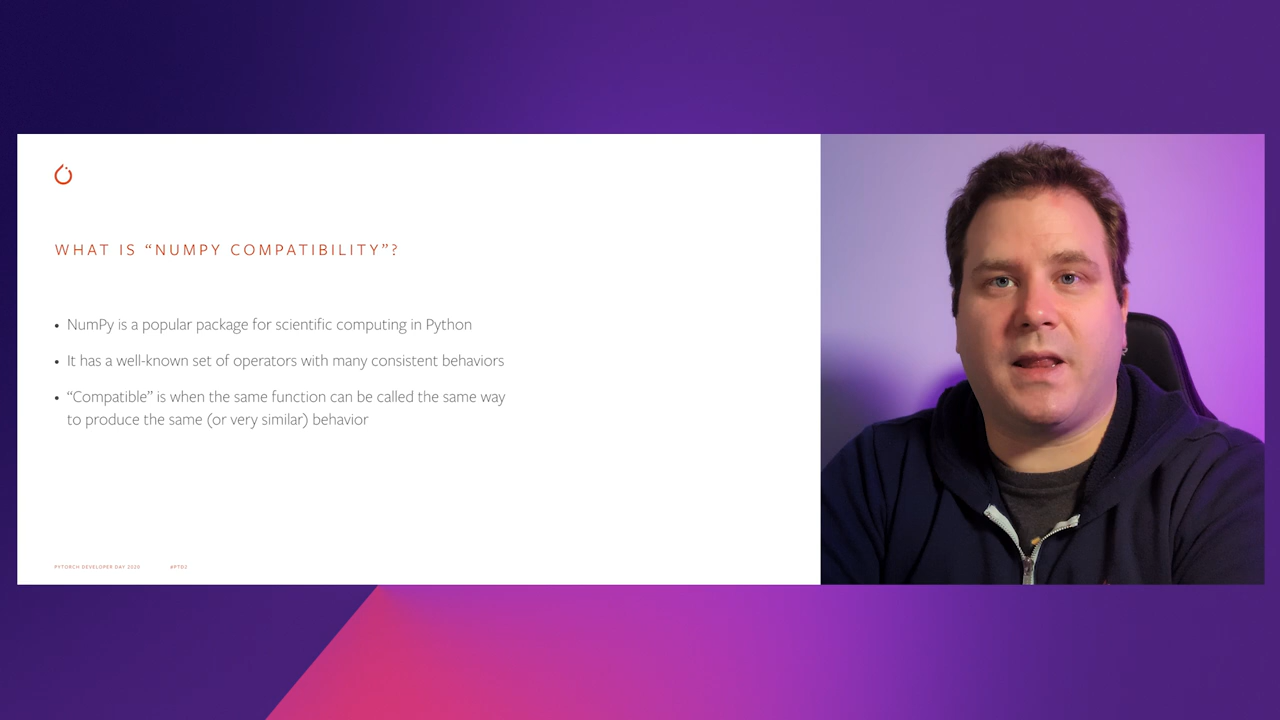 WHAT IS “NUMPY COMPATIBILITY”?
• NumPy is a popular package for scientific computing in Python
• It has a well-known set of operators with many consistent behaviors
• “Compatible” is when the same function can be called the same way
to produce the same (or very similar) behavior
PYTORCH DEVELOPER DAY 2020 #PTD2